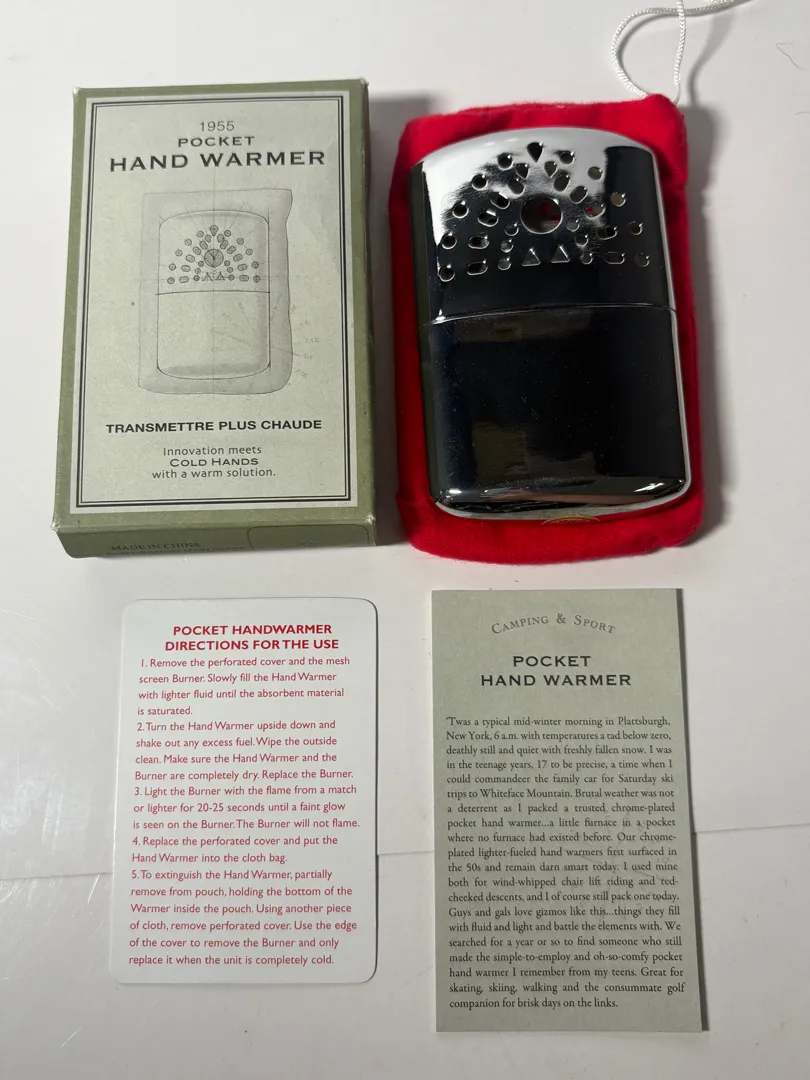 1955
POCKET
HAND WARMER
TRANSMETTRE PLUS CHAUDE
Innovation meets
COLD HANDS
with a warm solution.
MADE IN CHINA
POCKET HANDWARMER
DIRECTIONS FOR THE USE
1. Remove the perforated cover and the mesh
screen Burner. Slowly fill the Hand Warmer
with lighter fluid until the absorbent material
is saturated.
2. Turn the Hand Warmer upside down and
shake out any excess fuel. Wipe the outside
clean. Make sure the Hand Warmer and the
Burner are completely dry. Replace the Burner.
3. Light the Burner with the flame from a match
or lighter for 20-25 seconds until a faint glow
is seen on the Burner. The Burner will not flame.
4. Replace the perforated cover and put the
Hand Warmer into the cloth bag.
5. To extinguish the Hand Warmer, partially
remove from pouch, holding the bottom of the
Warmer inside the pouch. Using another piece
of cloth, remove perforated cover. Use the edge
of the cover to remove the Burner and only
replace it when the unit is completely cold.
CAMPING & SPORT
POCKET
HAND WARMER
'Twas a typical mid-winter morning in Plattsburgh,
New York, 6 a.m. with temperatures a tad below zero,
deathly still and quiet with freshly fallen snow. I was
in the teenage years, 17 to be precise, a time when I
could commandeer the family car for Saturday ski
trips to Whiteface Mountain. Brutal weather was not
a deterrent as I packed a trusted chrome-plated
pocket hand warmer...a little furnace in a pocket
where no furnace had existed before. Our chrome-
plated lighter-fueled hand warmers first surfaced in
the 50s and remain darn smart today. I used mine
both for wind-whipped chair lift riding and red-
cheeked descents, and I of course still pack one today.
Guys and gals love gizmos like this...things they fill
with fluid and light and battle the elements with. We
searched for a year or so to find someone who still
made the simple-to-employ and oh-so-comfy pocket
hand warmer I remember from my teens. Great for
skating, skiing, walking and the consummate golf
companion for brisk days on the links.